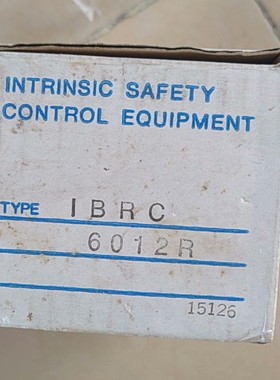 INTRINSIC SAFETY
CONTROL EQUIPMENT
TYPE IBRC
6012R
15126